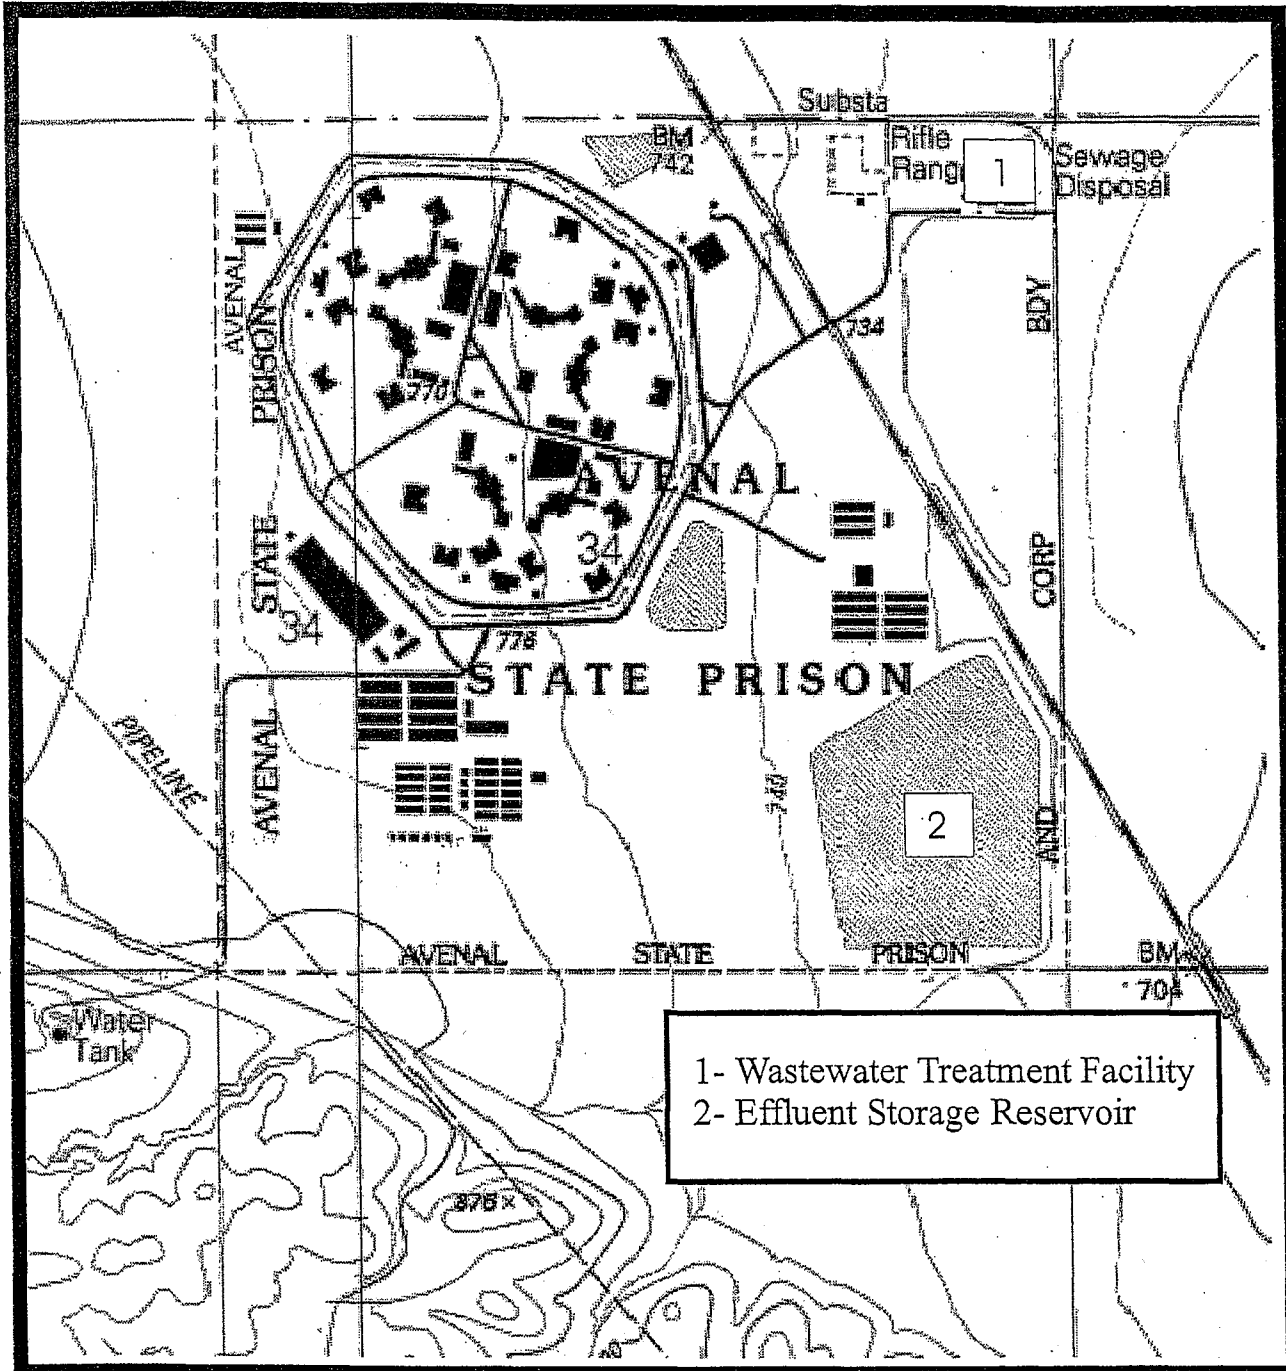 Substa
BM
742
Rifle
Rang
1
Sewage
Disposal
AVENAL
PRISON
BDY
734
770
AVENAL
34
STATE
34
CORP
776
STATE PRISON
PIPELINE
AVENAL
740
2
AND
AVENAL STATE PRISON
BM
704
Water
Tank
1- Wastewater Treatment Facility
2- Effluent Storage Reservoir